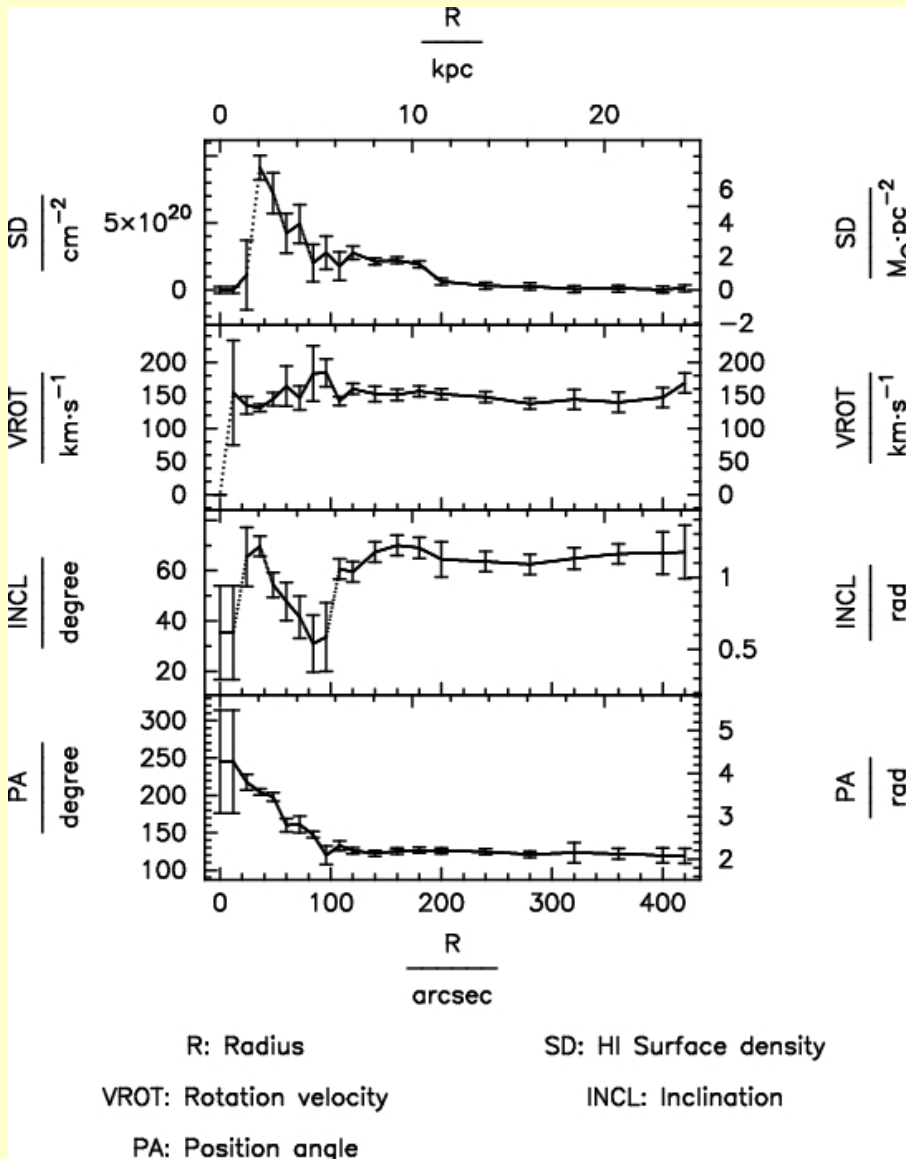 R
kpc
0 10 20
SD
cm⁻²
5×10²⁰
0
6
4
2
0
−2
SD
M⊙·pc⁻²
VROT
km·s⁻¹
200
150
100
50
0
200
150
100
50
0
VROT
km·s⁻¹
INCL
degree
60
40
20
1
0.5
INCL
rad
PA
degree
300
250
200
150
100
5
4
3
2
PA
rad
0 100 200 300 400
R
arcsec
R: Radius SD: HI Surface density
VROT: Rotation velocity INCL: Inclination
PA: Position angle